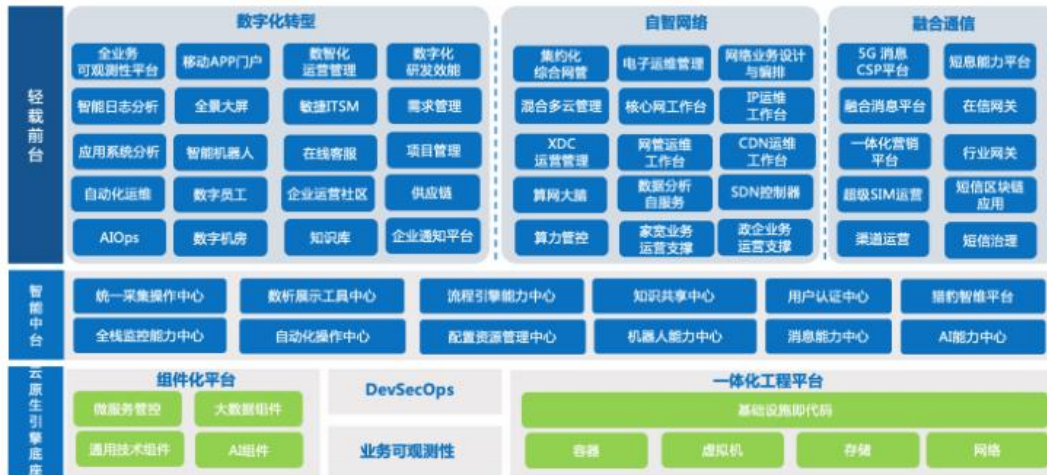 轻载前台
数字化转型
全业务
可观测性平台
移动APP门户
数智化
运营管理
数字化
研发效能
智能日志分析
全景大屏
敏捷ITSM
需求管理
应用系统分析
智能机器人
在线客服
项目管理
自动化运维
数字员工
企业运营社区
供应链
AIOps
数字机房
知识库
企业通知平台
自智网络
集约化
综合网管
电子运维管理
网络业务设计
与编排
混合多云管理
核心网工作台
IP运维
工作台
XDC
运营管理
网管运维
工作台
CDN运维
工作台
算网大脑
数据分析
自服务
SDN控制器
算力管控
家宽业务
运营支撑
政企业务
运营支撑
融合通信
5G 消息
CSP平台
短息能力平台
融合消息平台
在信网关
一体化营销
平台
行业网关
超级SIM运营
短信区块链
应用
渠道运营
短信治理
智能中台
统一采集操作中心
数析展示工具中心
流程引擎能力中心
知识共享中心
用户认证中心
猎豹智维平台
全栈监控能力中心
自动化操作中心
配置资源管理中心
机器人能力中心
消息能力中心
AI能力中心
云原生引擎底座
组件化平台
微服务管控
大数据组件
通用技术组件
AI组件
DevSecOps
业务可观测性
一体化工程平台
基础设施即代码
容器
虚拟机
存储
网络